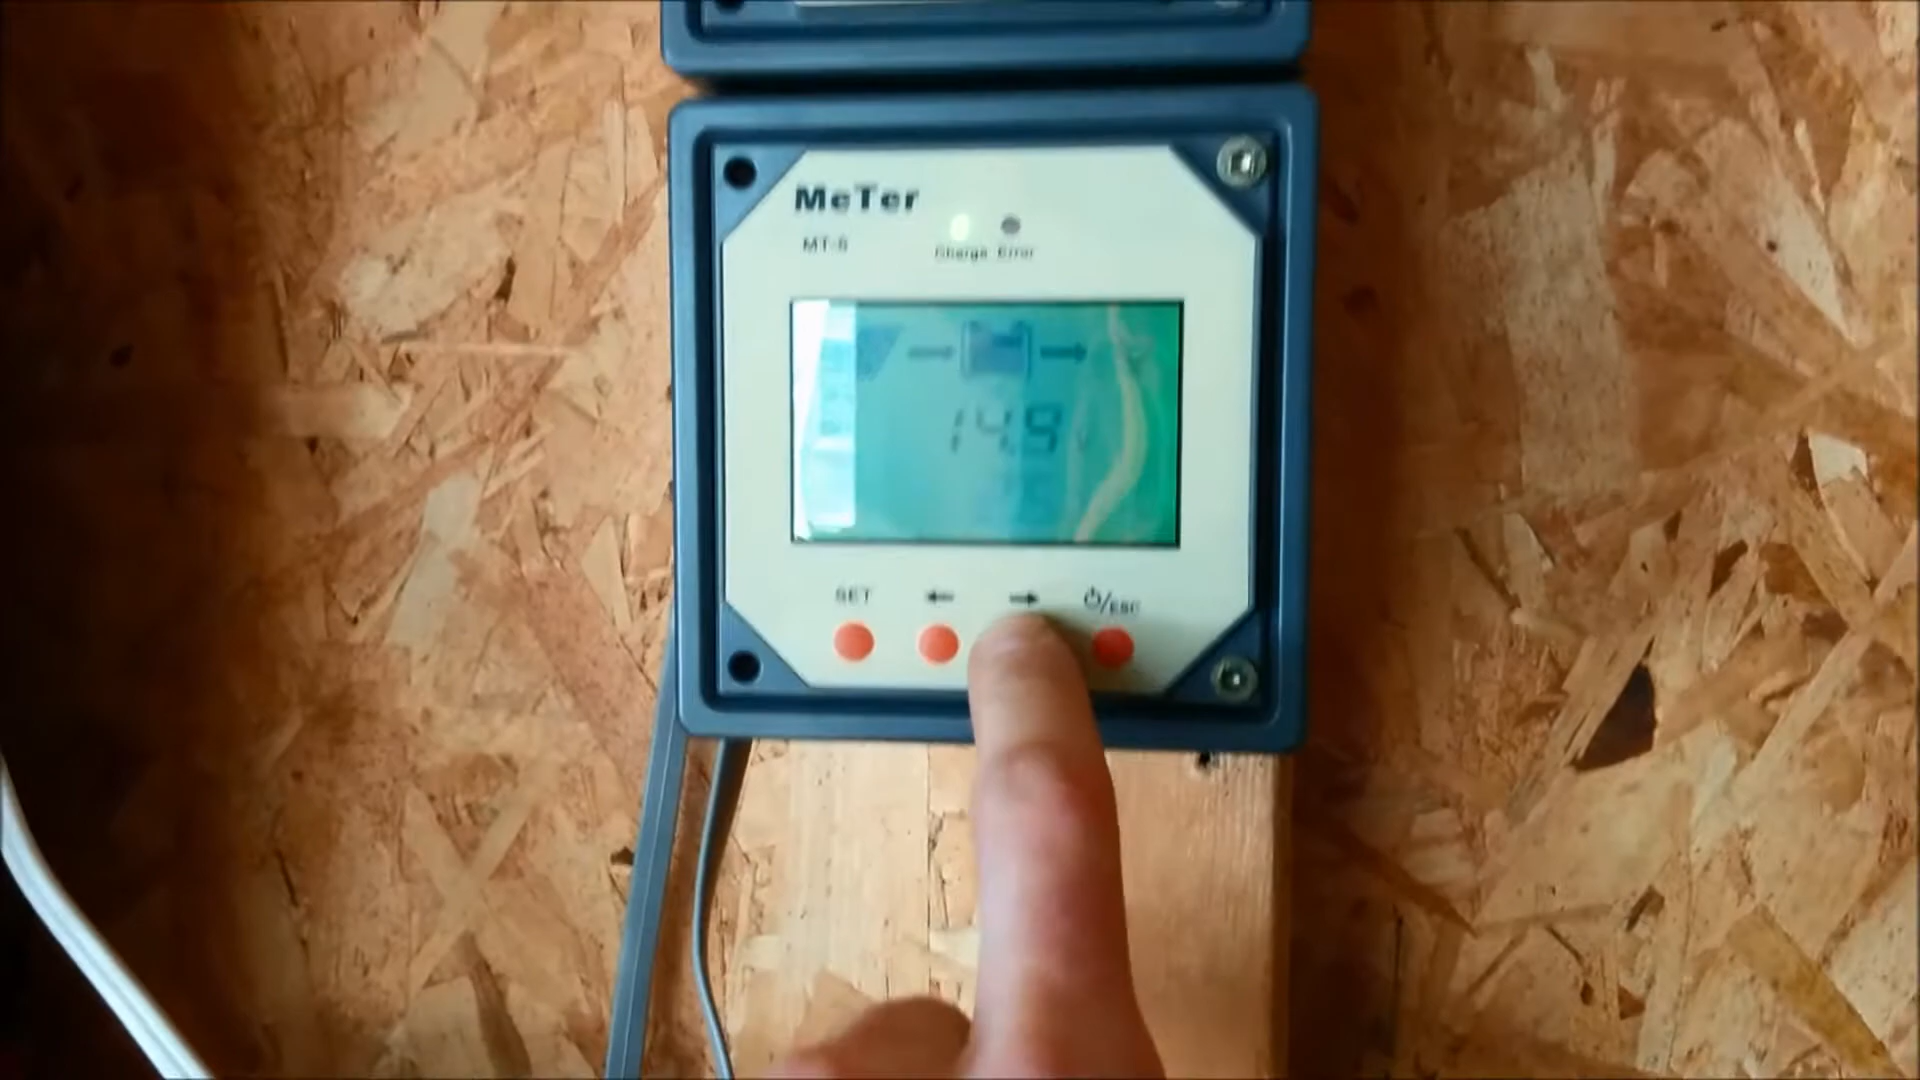 MeTer
MT-5
Charge Error
14.9
SET ← → ⏻/ESC